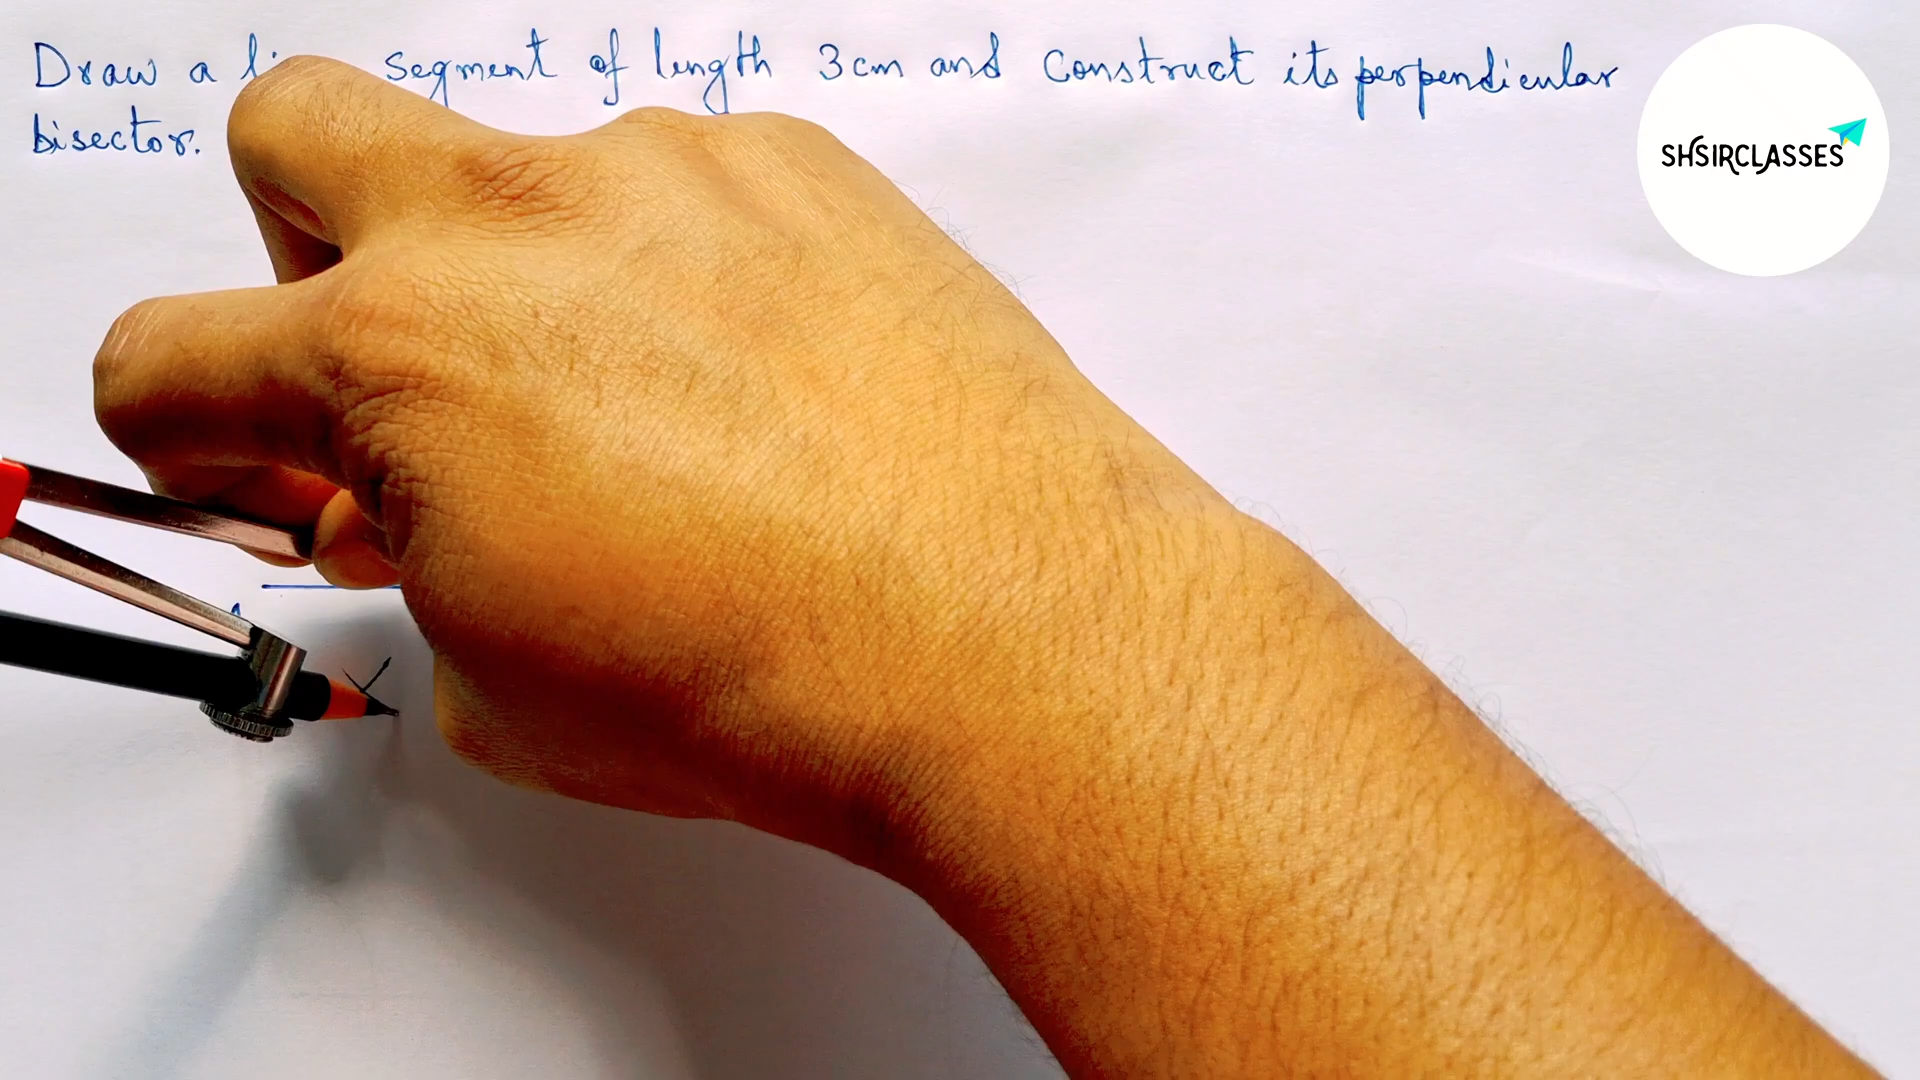 Draw a segment of length 3cm and construct its perpendicular
bisector.
SHSIRCLASSES